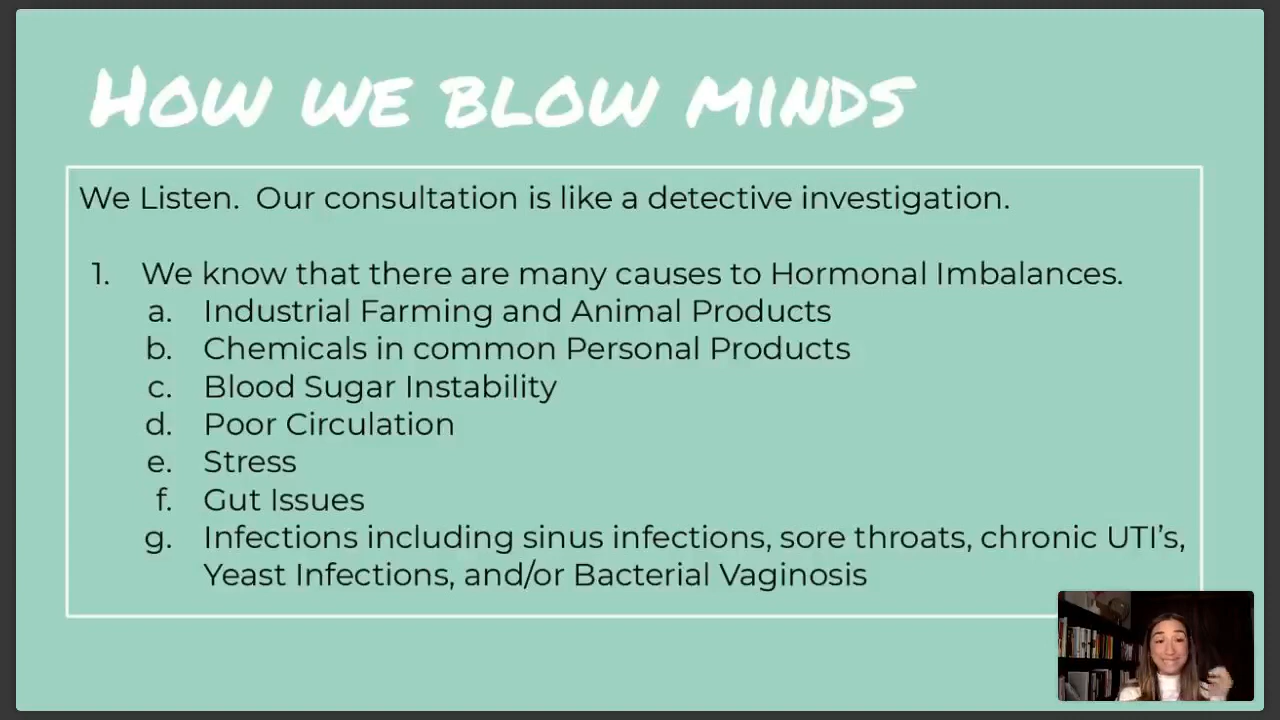 How we blow minds
We Listen.  Our consultation is like a detective investigation.
1. We know that there are many causes to Hormonal Imbalances.
a. Industrial Farming and Animal Products
b. Chemicals in common Personal Products
c. Blood Sugar Instability
d. Poor Circulation
e. Stress
f. Gut Issues
g. Infections including sinus infections, sore throats, chronic UTI’s,
Yeast Infections, and/or Bacterial Vaginosis